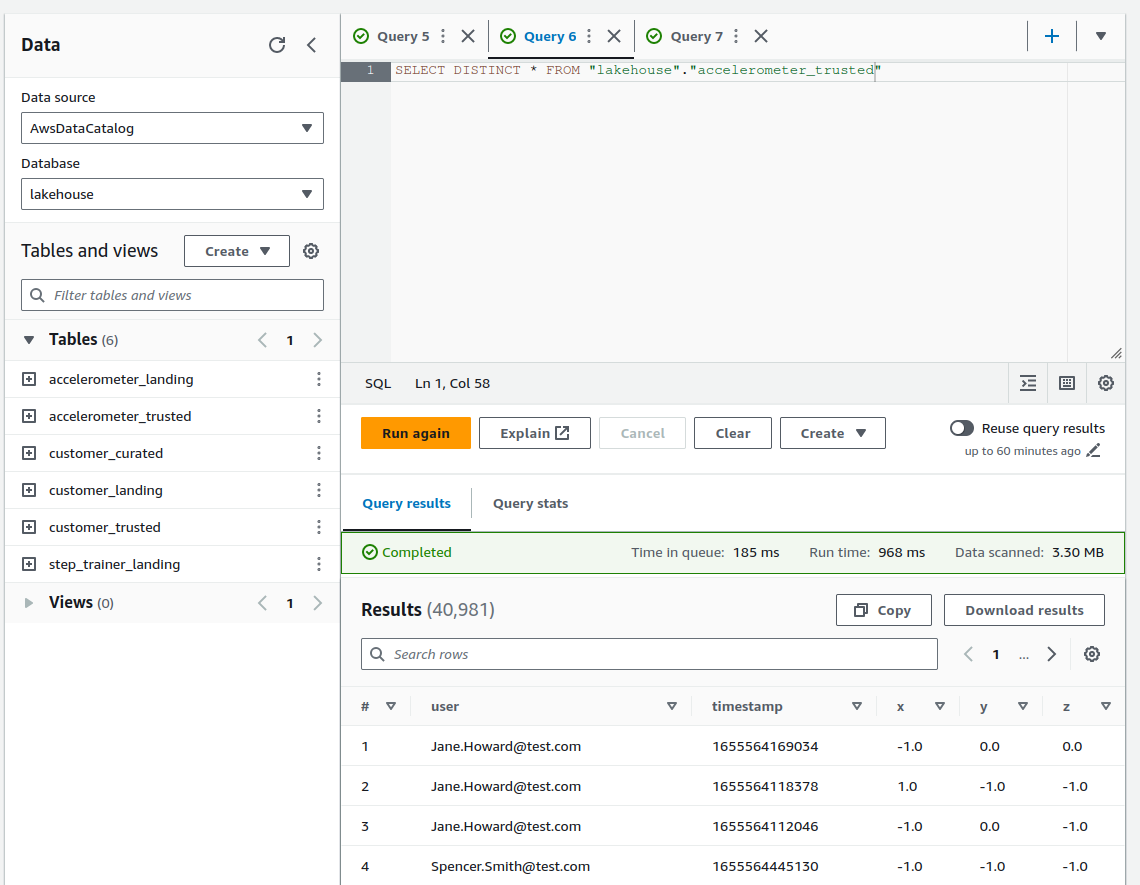 Data
Data source
AwsDataCatalog
Database
lakehouse
Tables and views
Create
Filter tables and views
Tables (6)
1
accelerometer_landing
accelerometer_trusted
customer_curated
customer_landing
customer_trusted
step_trainer_landing
Views (0)
1
Query 5
Query 6
Query 7
1 SELECT DISTINCT * FROM "lakehouse"."accelerometer_trusted"
SQL Ln 1, Col 58
Run again Explain Cancel Clear Create
Reuse query results
up to 60 minutes ago
Query results Query stats
Completed Time in queue: 185 ms Run time: 968 ms Data scanned: 3.30 MB
Results (40,981) Copy Download results
Search rows 1 ...
# user timestamp x y z
1 Jane.Howard@test.com 1655564169034 -1.0 0.0 0.0
2 Jane.Howard@test.com 1655564118378 1.0 -1.0 -1.0
3 Jane.Howard@test.com 1655564112046 -1.0 0.0 -1.0
4 Spencer.Smith@test.com 1655564445130 -1.0 -1.0 -1.0